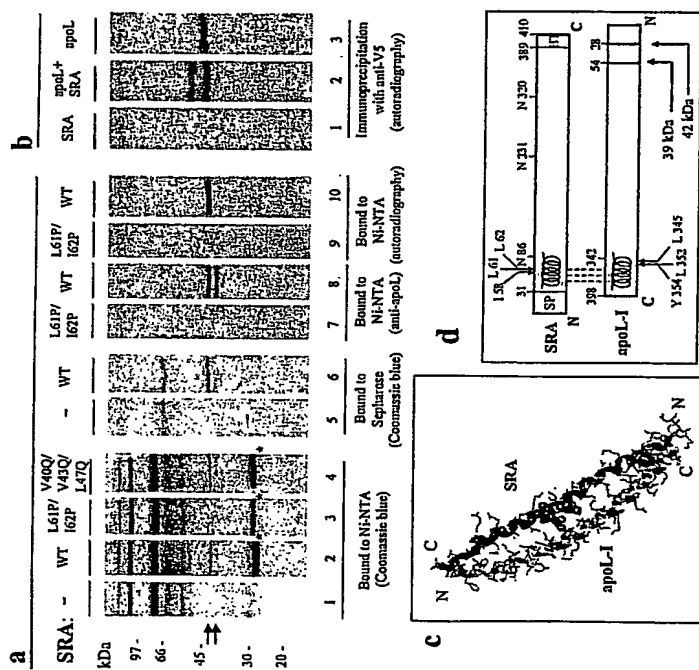 a
SRA: - WT L61P/ I62P V40Q/ V43Q/ L47Q - WT L61P/ I62P WT L61P/ I62P WT
kDa
97 -
66 -
45 -
30 -
20 -
*
1 2 3 4 5 6 7 8 9 10
Bound to Ni-NTA
(Coomassie blue)
Bound to
Sepharose
(Coomassie blue)
Bound to
Ni-NTA
(anti-apoL)
Bound to
Ni-NTA
(autoradiography)
b
SRA apoL+ SRA apoL
1 2 3
Immunoprecipitation
with anti-V5
(autoradiography)
c
N C
SRA
apoL-I
C N
d
L 61 L 62
31 N 86 N 231 N 320 389 410
SRA SP
N C
apoL-I
398 342 54 28
C N
Y 354 L 352 L 345
39 kDa
42 kDa